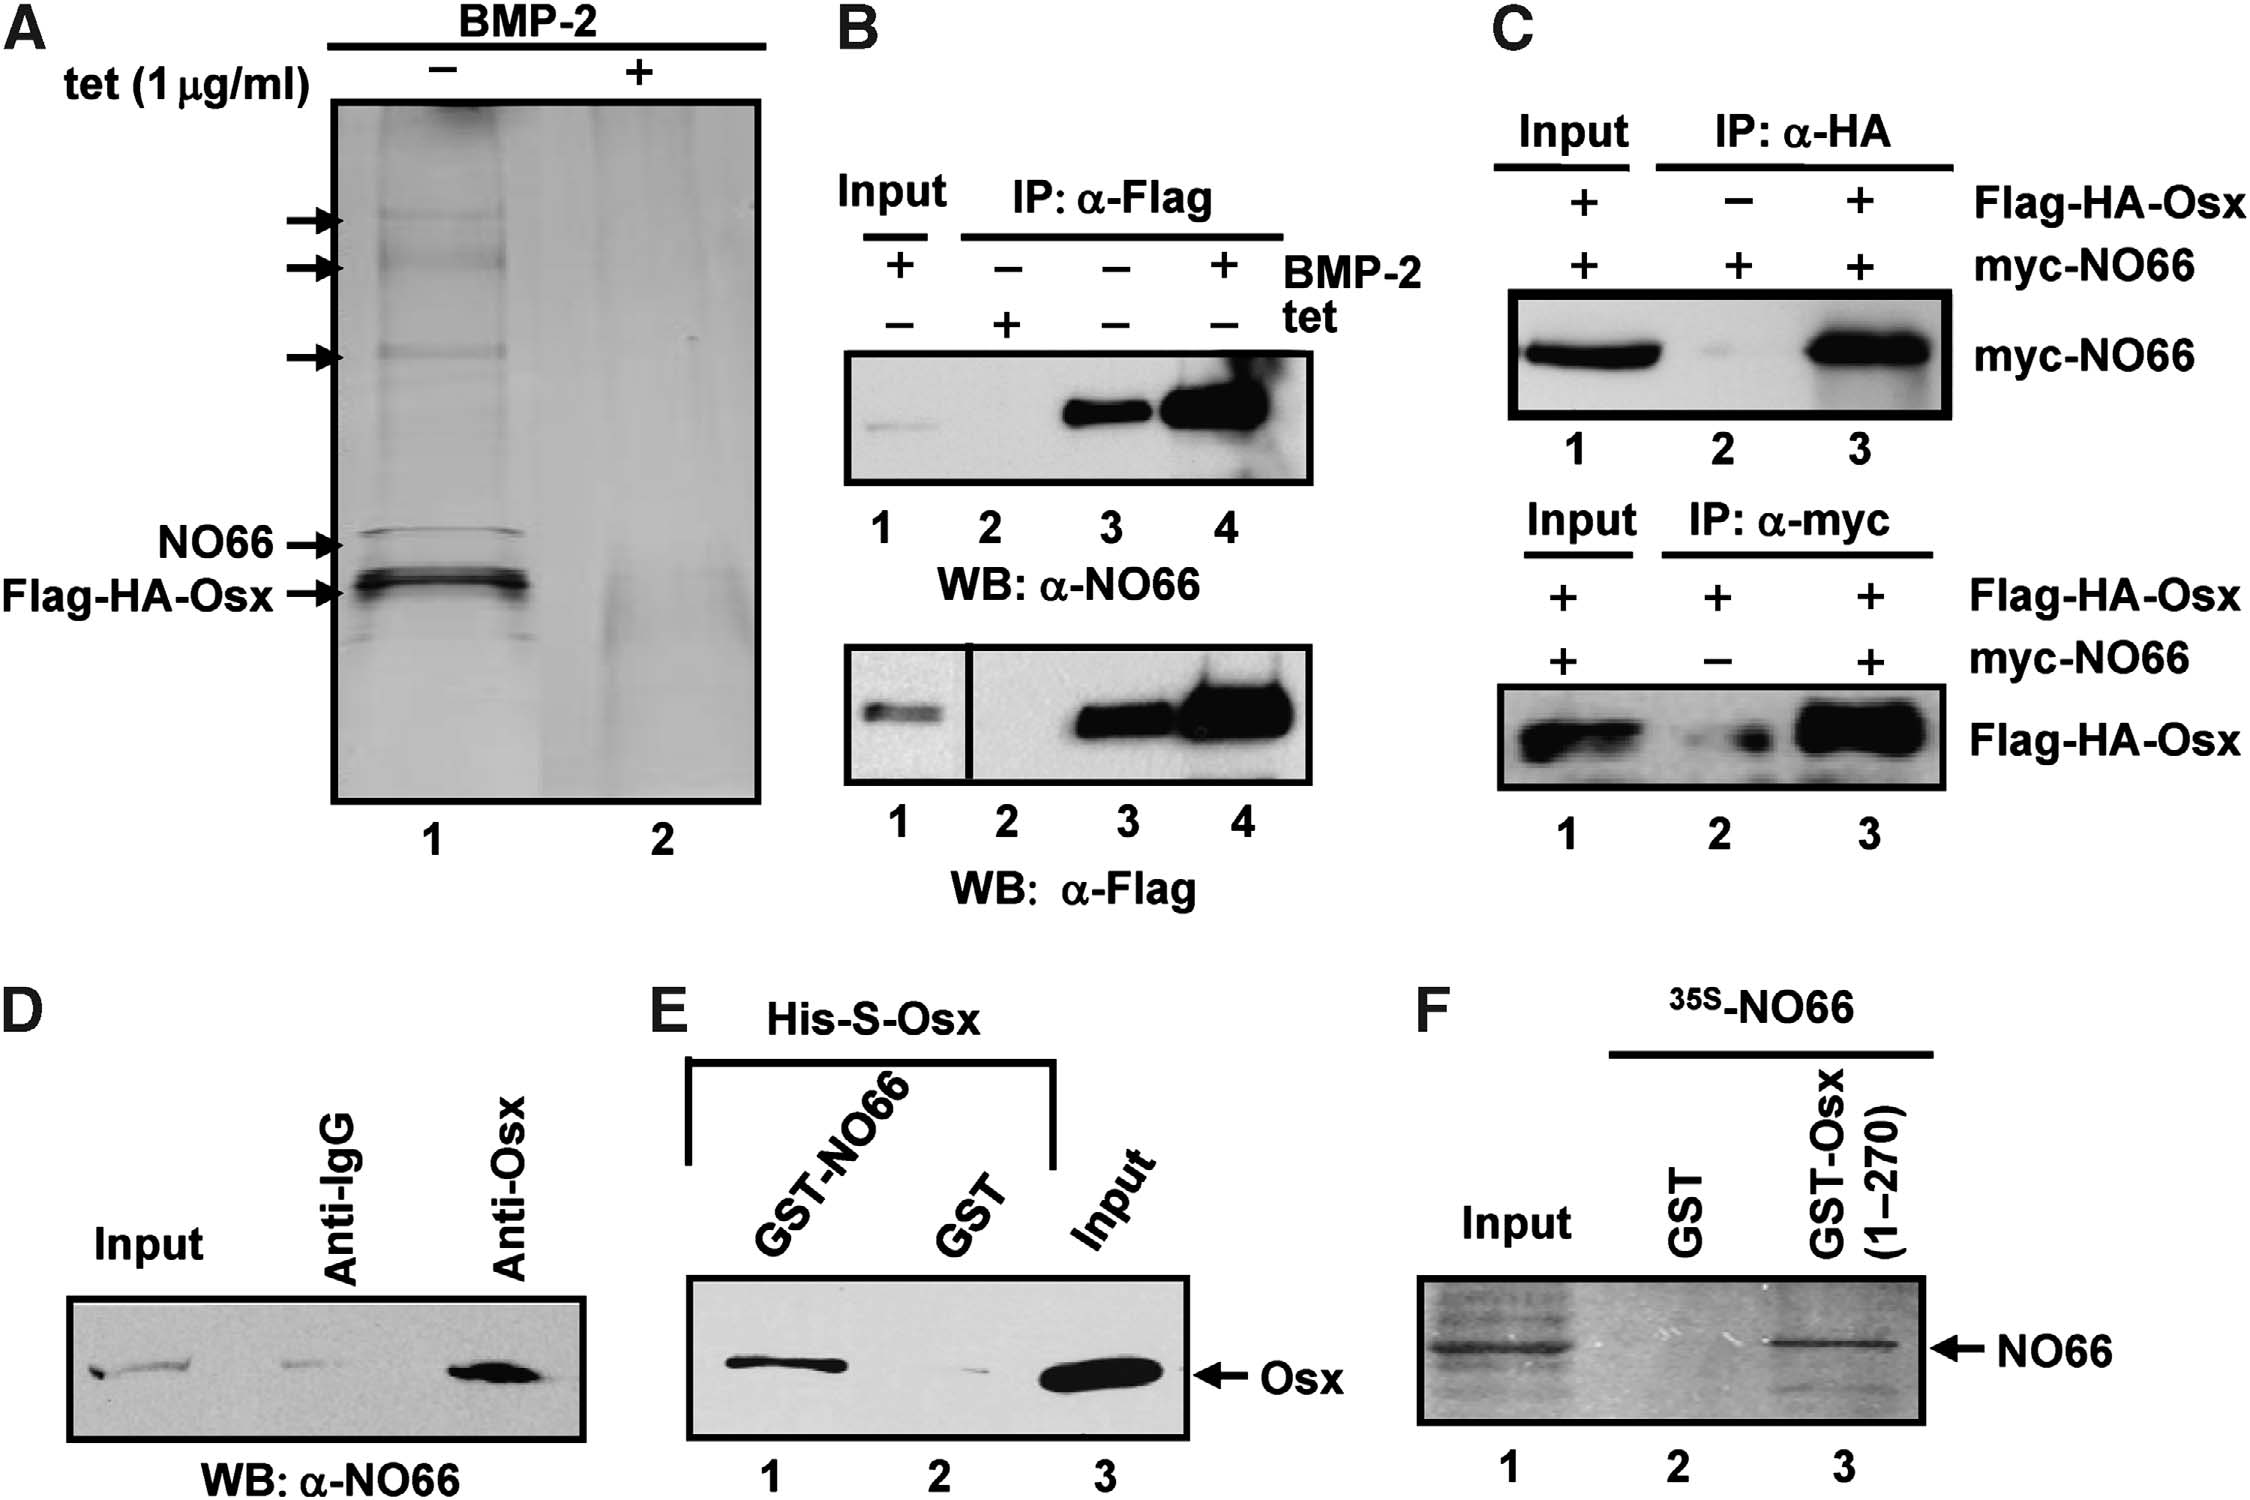 A
BMP-2
tet (1 µg/ml) − +
NO66
Flag-HA-Osx
1 2
B
Input IP: α-Flag
+ − − + BMP-2
− + − − tet
1 2 3 4
WB: α-NO66
1 2 3 4
WB: α-Flag
C
Input IP: α-HA
+ − + Flag-HA-Osx
+ + + myc-NO66
myc-NO66
1 2 3
Input IP: α-myc
+ + + Flag-HA-Osx
+ − + myc-NO66
Flag-HA-Osx
1 2 3
D
Input Anti-IgG Anti-Osx
WB: α-NO66
E
His-S-Osx
GST-NO66 GST Input
Osx
1 2 3
F
35S-NO66
Input GST GST-Osx
(1–270)
NO66
1 2 3